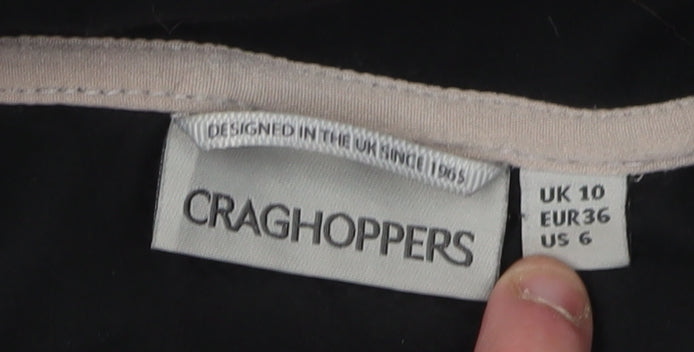 DESIGNED IN THE UK SINCE 1965
CRAGHOPPERS
UK 10
EUR 36
US 6